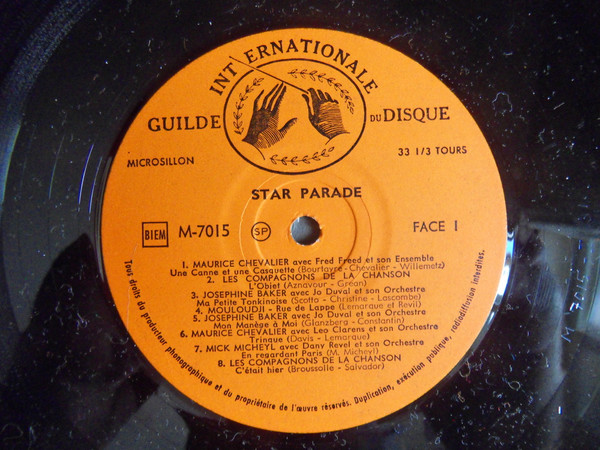 GUILDE INTERNATIONALE DU DISQUE
MICROSILLON
33 1/3 TOURS
STAR PARADE
BIEM M-7015 SP FACE 1
1. MAURICE CHEVALIER avec Fred Freed et son Ensemble
Une Canne et une Casquette (Bourtayre - Chevalier - Willemetz)
2. LES COMPAGNONS DE LA CHANSON
L'Objet (Aznavour - Gréan)
3. JOSEPHINE BAKER avec Jo Duval et son Orchestre
Ma Petite Tonkinoise (Scotto - Christine - Lascombe)
4. MOULOUDJI - Rue de Lappe (Lemarque et Revil)
5. JOSEPHINE BAKER avec Jo Duval et son Orchestre
Mon Manège à Moi (Glanzberg - Constantin)
6. MAURICE CHEVALIER avec Leo Clarens et son Orchestre
Trinque (Davis - Lemarque)
7. MICK MICHEYL avec Dany Revel et son Orchestre
En regardant Paris (M. Micheyl)
8. LES COMPAGNONS DE LA CHANSON
C'était hier (Broussolle - Salvador)
Tous droits du producteur phonographique et du propriétaire de l'œuvre réservés. Duplication, exécution publique, radiodiffusion interdites.
M 7015